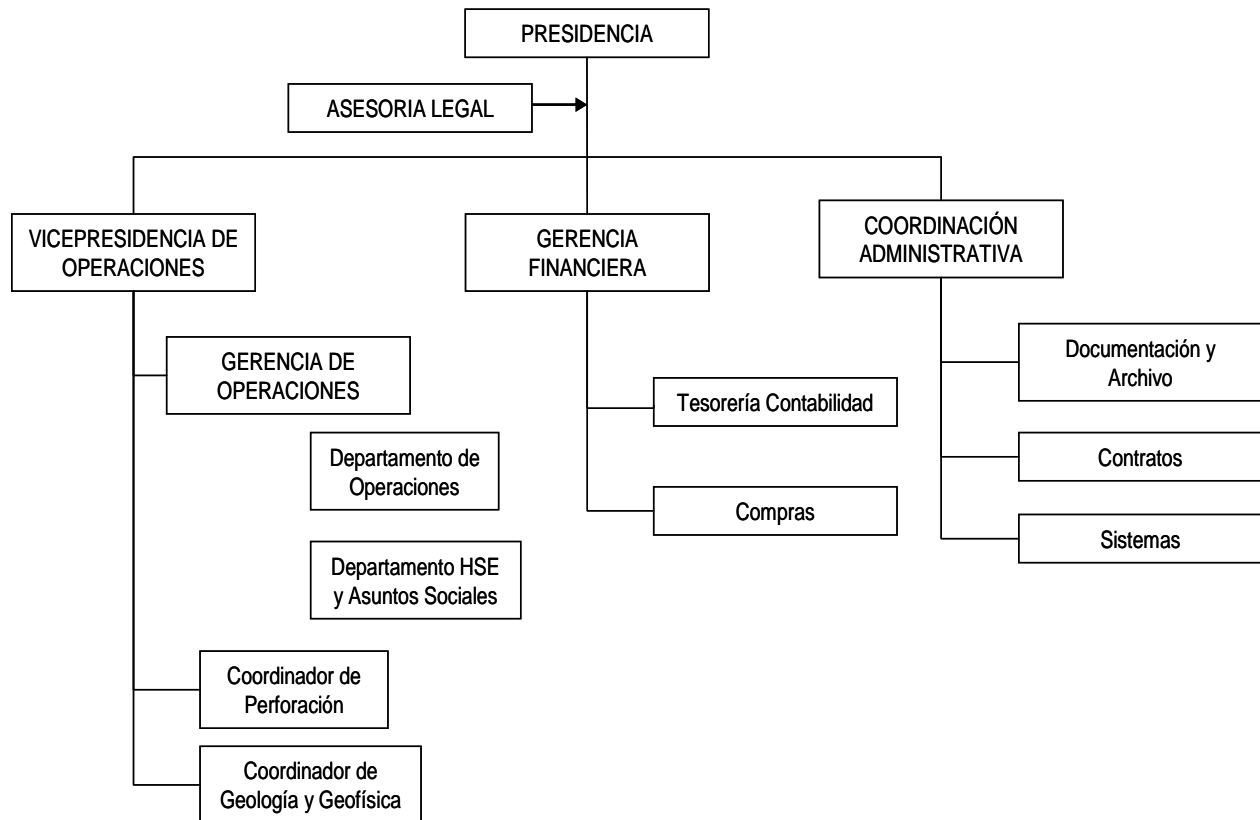 PRESIDENCIA
ASESORIA LEGAL
VICEPRESIDENCIA DE
OPERACIONES
GERENCIA
FINANCIERA
COORDINACIÓN
ADMINISTRATIVA
GERENCIA DE
OPERACIONES
Departamento de
Operaciones
Departamento HSE
y Asuntos Sociales
Coordinador de
Perforación
Coordinador de
Geología y Geofísica
Tesorería Contabilidad
Compras
Documentación y
Archivo
Contratos
Sistemas